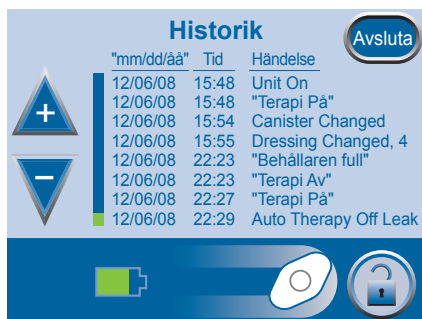 Historik
Avsluta
"mm/dd/åå" Tid Händelse
12/06/08 15:48 Unit On
12/06/08 15:48 "Terapi På"
12/06/08 15:54 Canister Changed
12/06/08 15:55 Dressing Changed, 4
12/06/08 22:23 "Behållaren full"
12/06/08 22:23 "Terapi Av"
12/06/08 22:27 "Terapi På"
12/06/08 22:29 Auto Therapy Off Leak
+
−